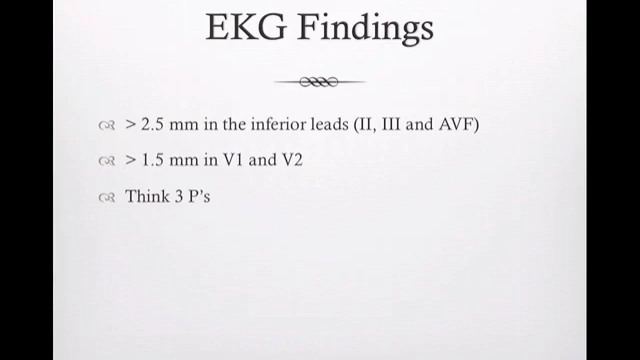 EKG Findings
> 2.5 mm in the inferior leads (II, III and AVF)
> 1.5 mm in V1 and V2
Think 3 P's